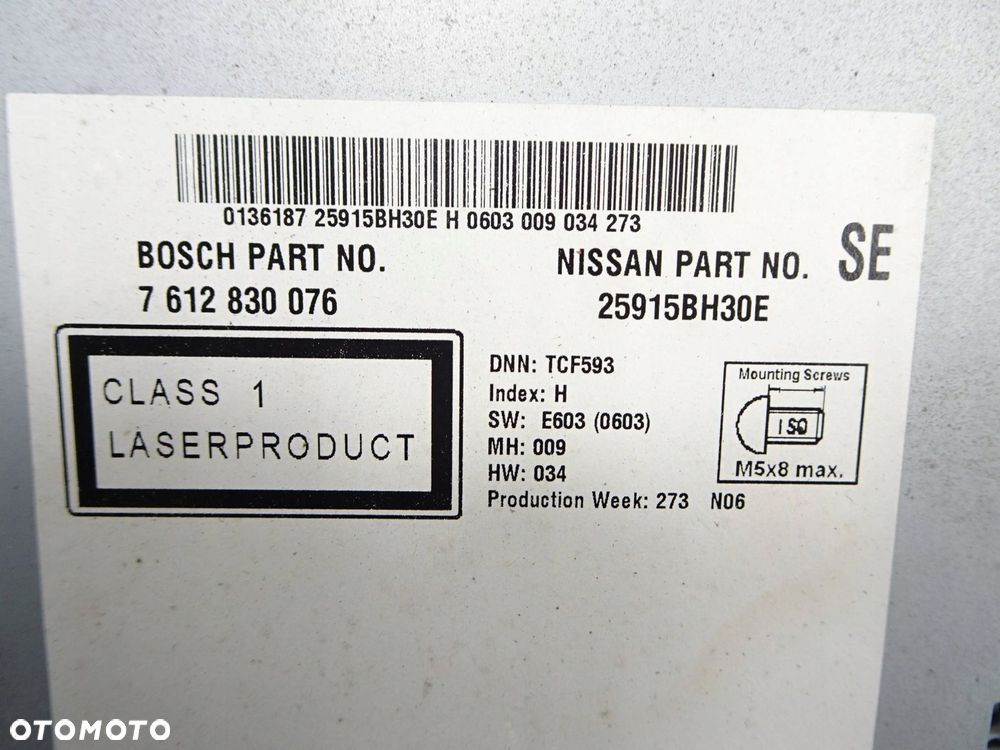 0136187 25915BH30E H 0603 009 034 273
BOSCH PART NO.
7 612 830 076
NISSAN PART NO.
25915BH30E
SE
CLASS 1
LASERPRODUCT
DNN: TCF593
Index: H
SW: E603 (0603)
MH: 009
HW: 034
Production Week: 273 N06
Mounting Screws
ISO
M5x8 max.
OTOMOTO